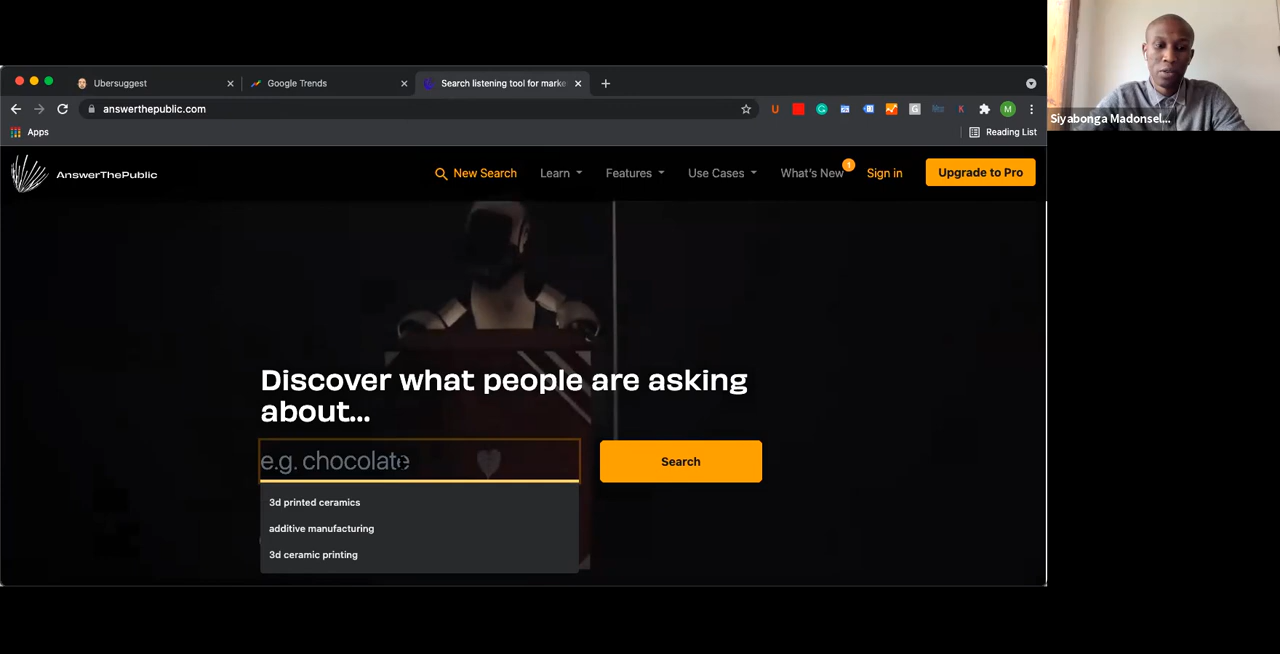 Ubersuggest
Google Trends
Search listening tool for marke
answerthepublic.com
Apps
Reading List
AnswerThePublic
New Search
Learn
Features
Use Cases
What's New
1
Sign in
Upgrade to Pro
Discover what people are asking
about...
e.g. chocolate
Search
3d printed ceramics
additive manufacturing
3d ceramic printing
Siyabonga Madonsel...
M